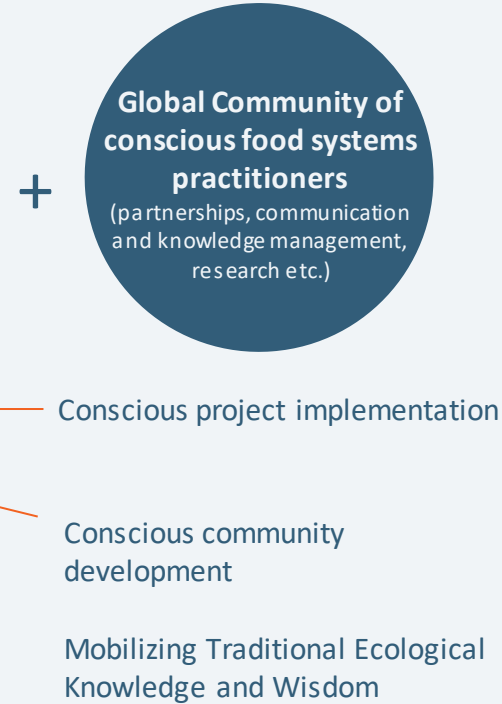 Global Community of
conscious food systems
practitioners
(partnerships, communication
and knowledge management,
research etc.)
+
Conscious project implementation
Conscious community
development
Mobilizing Traditional Ecological
Knowledge and Wisdom